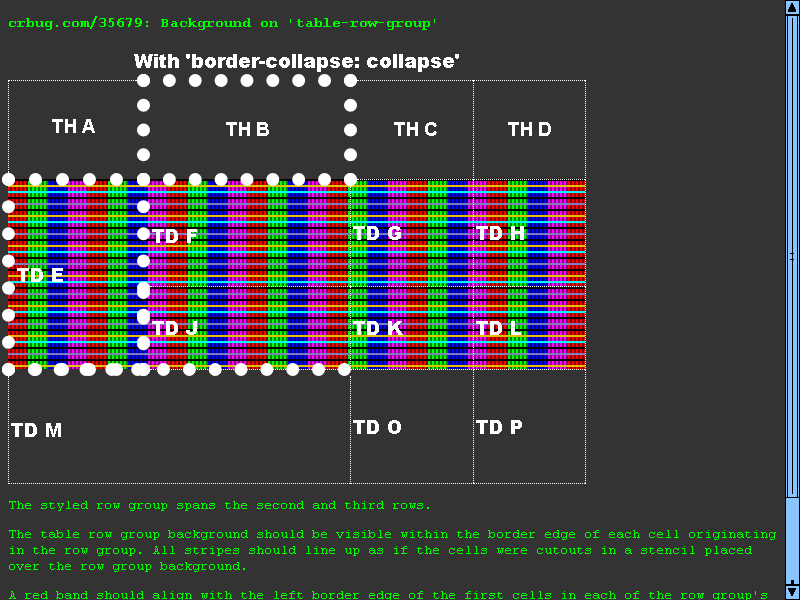 crbug.com/35679: Background on 'table-row-group'
With 'border-collapse: collapse'
TH A
TH B
TH C
TH D
TD F
TD G
TD H
TD E
TD J
TD K
TD L
TD M
TD O
TD P
The styled row group spans the second and third rows.
The table row group background should be visible within the border edge of each cell originating
in the row group. All stripes should line up as if the cells were cutouts in a stencil placed
over the row group background.
A red band should align with the left border edge of the first cells in each of the row group's